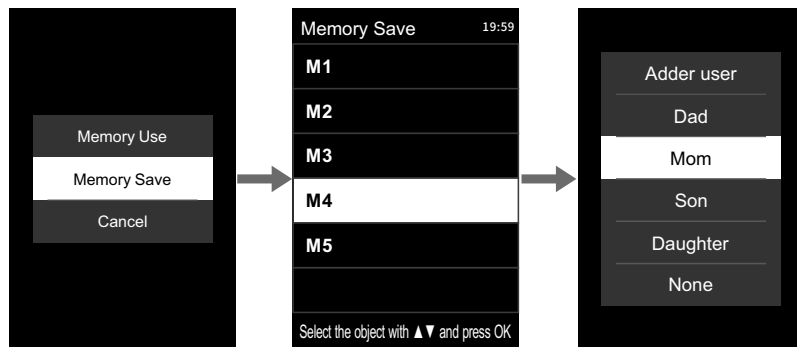 Memory Use
Memory Save
Cancel
Memory Save 19:59
M1
M2
M3
M4
M5
Select the object with ▲▼ and press OK
Adder user
Dad
Mom
Son
Daughter
None